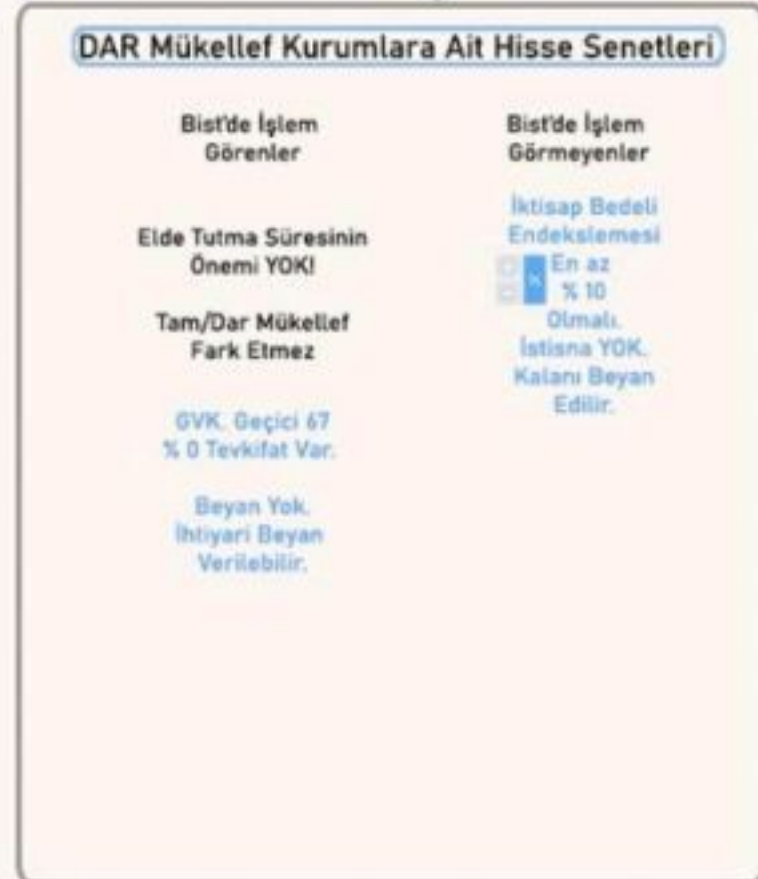 DAR Mükellef Kurumlara Ait Hisse Senetleri
Bist'de İşlem
Görenler
Elde Tutma Süresinin
Önemi YOK!
Tam/Dar Mükellef
Fark Etmez
GVK. Geçici 67
% 0 Tevkifat Var.
Beyan Yok.
İhtiyari Beyan
Verilebilir.
Bist'de İşlem
Görmeyenler
İktisap Bedeli
Endekslemesi
En az
% 10
Olmalı.
İstisna YOK.
Kalanı Beyan
Edilir.